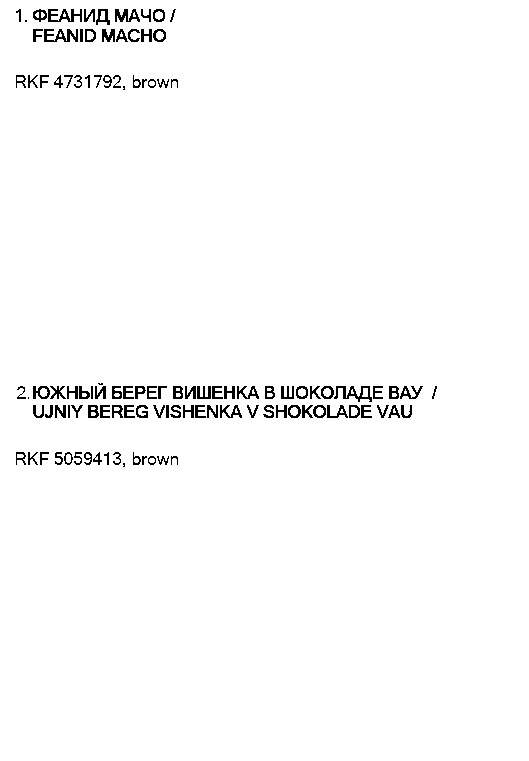 1. ФЕАНИД МАЧО /
FEANID MACHO
RKF 4731792, brown
2. ЮЖНЫЙ БЕРЕГ ВИШЕНКА В ШОКОЛАДЕ ВАУ /
UJNIY BEREG VISHENKA V SHOKOLADE VAU
RKF 5059413, brown